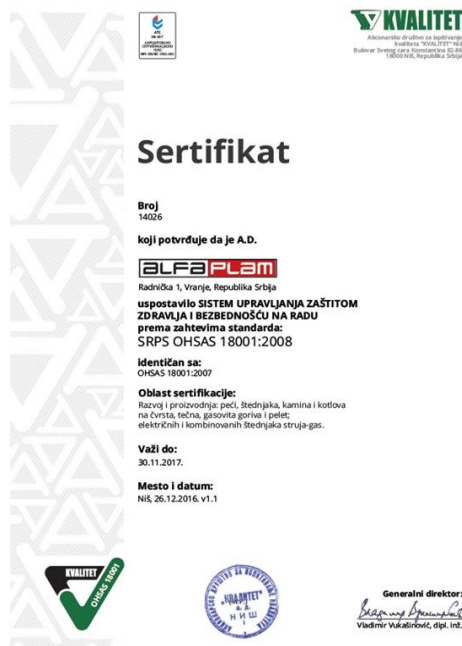 KVALITET
Akcionarsko društvo za ispitivanje
kvaliteta "KVALITET" Niš
Bulevar Svetog cara Konstantina 82-86
18000 Niš, Republika Srbija
Sertifikat
Broj
14026
koji potvrđuje da je A.D.
ALFA PLAM
Radnička 1, Vranje, Republika Srbija
uspostavilo SISTEM UPRAVLJANJA ZAŠTITOM
ZDRAVLJA I BEZBEDNOŠĆU NA RADU
prema zahtevima standarda:
SRPS OHSAS 18001:2008
identičan sa:
OHSAS 18001:2007
Oblast sertifikacije:
Razvoj i proizvodnja: peći, štednjaka, kamina i kotlova
na čvrsta, tečna, gasovita goriva i pelet;
električnih i kombinovanih štednjaka struja-gas.
Važi do:
30.11.2017.
Mesto i datum:
Niš, 26.12.2016. v1.1
KVALITET
OHSAS 18001
"КВАЛИТЕТ"
НИШ
Generalni direktor:
Vladimir Vukašinović, dipl. inž.